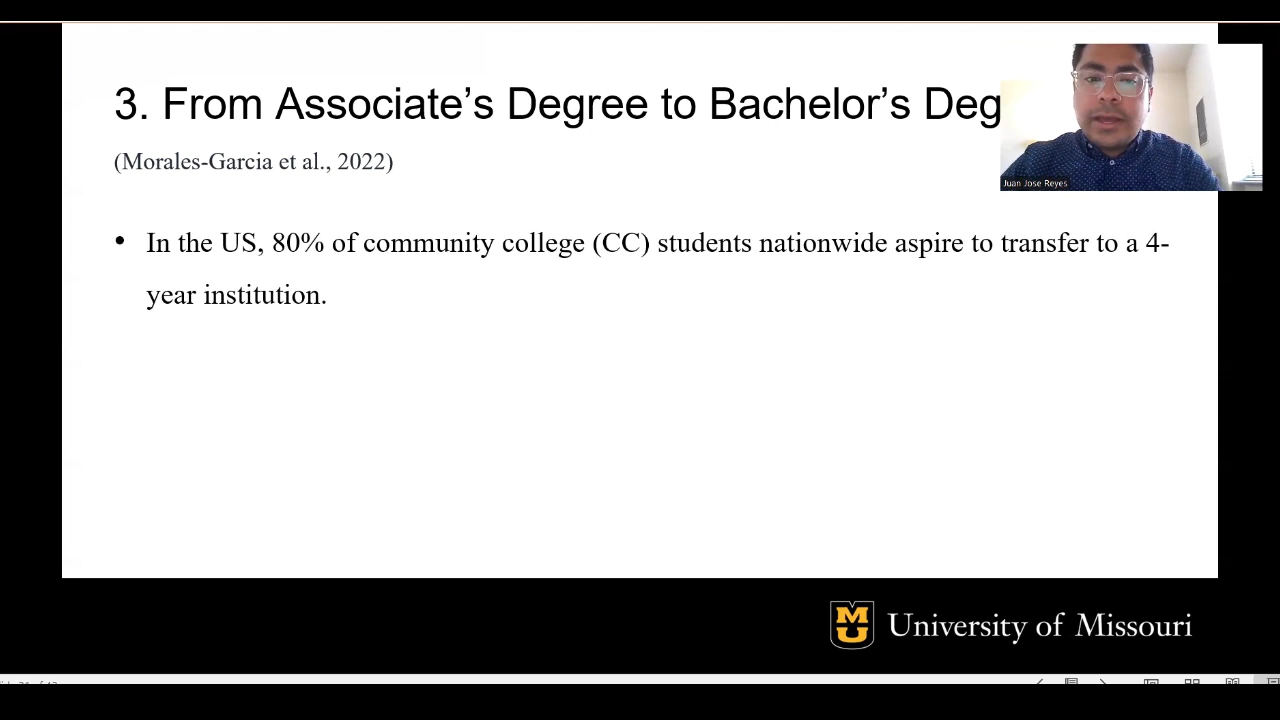 3. From Associate’s Degree to Bachelor’s Deg
(Morales-Garcia et al., 2022)
Juan Jose Reyes
• In the US, 80% of community college (CC) students nationwide aspire to transfer to a 4-
year institution.
University of Missouri